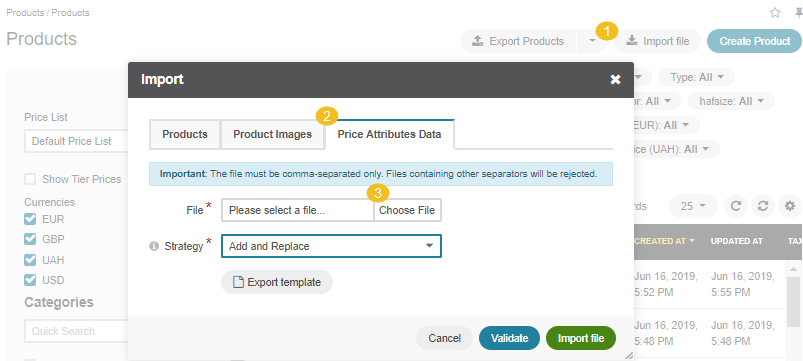 Products / Products
Products
Export Products
1
Import file
Create Product
All
Type: All
or: All
hatsize: All
EUR): All
ice (UAH): All
Price List
Default Price List
Show Tier Prices
Currencies
EUR
GBP
UAH
USD
Categories
Quick Search
rds
25
CREATED AT
UPDATED AT
TAX
Jun 16, 2019,
5:52 PM
Jun 16, 2019,
5:55 PM
Jun 16, 2019,
5:48 PM
Jun 16, 2019,
5:48 PM
Import
2
Products
Product Images
Price Attributes Data
Important: The file must be comma-separated only. Files containing other separators will be rejected.
3
File *
Please select a file...
Choose File
Strategy *
Add and Replace
Export template
Cancel
Validate
Import file